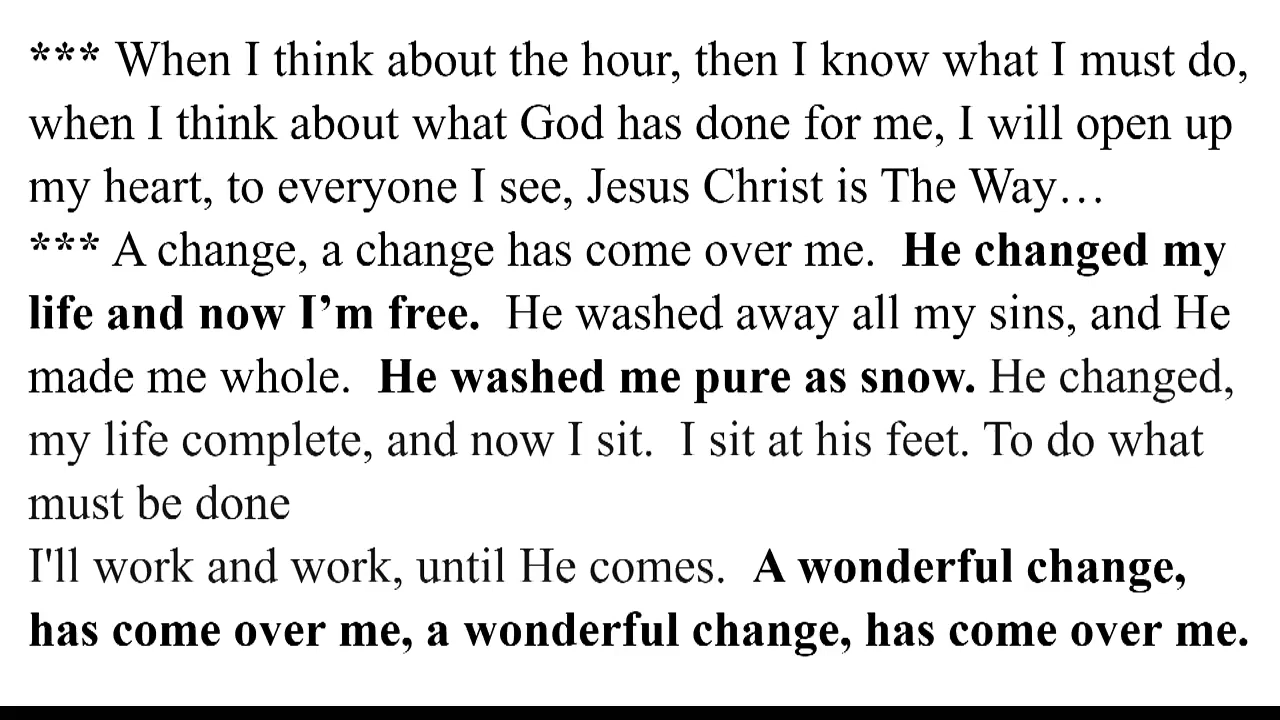 *** When I think about the hour, then I know what I must do,
when I think about what God has done for me, I will open up
my heart, to everyone I see, Jesus Christ is The Way…
*** A change, a change has come over me.  He changed my
life and now I’m free.  He washed away all my sins, and He
made me whole.  He washed me pure as snow. He changed,
my life complete, and now I sit.  I sit at his feet. To do what
must be done
I'll work and work, until He comes.  A wonderful change,
has come over me, a wonderful change, has come over me.